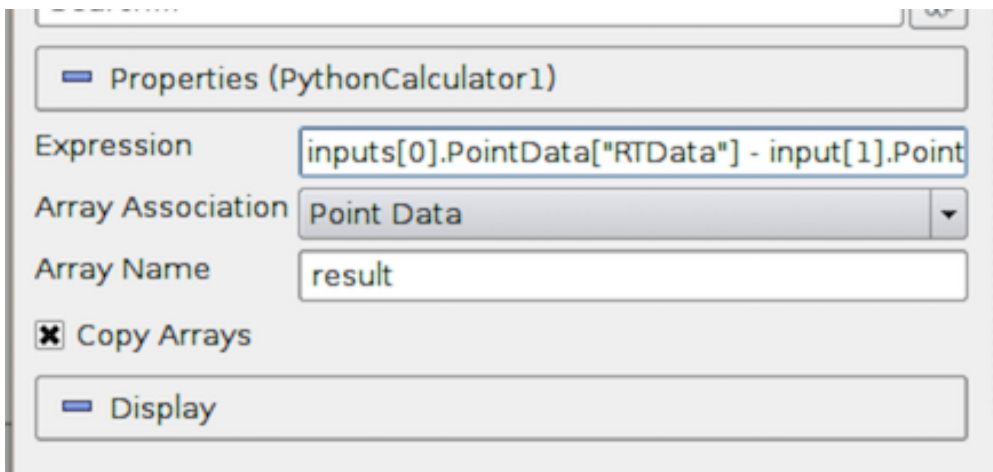 Properties (PythonCalculator1)
Expression inputs[0].PointData["RTData"] - input[1].Point
Array Association Point Data
Array Name result
Copy Arrays
Display